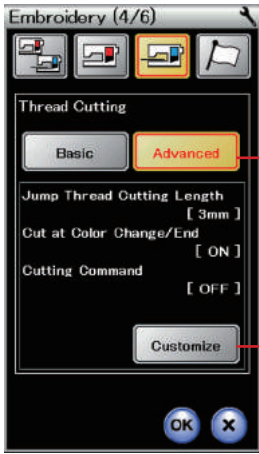 Embroidery (4/6)
Thread Cutting
Basic Advanced
Jump Thread Cutting Length
[ 3mm ]
Cut at Color Change/End
[ ON ]
Cutting Command
[ OFF ]
Customize
OK X